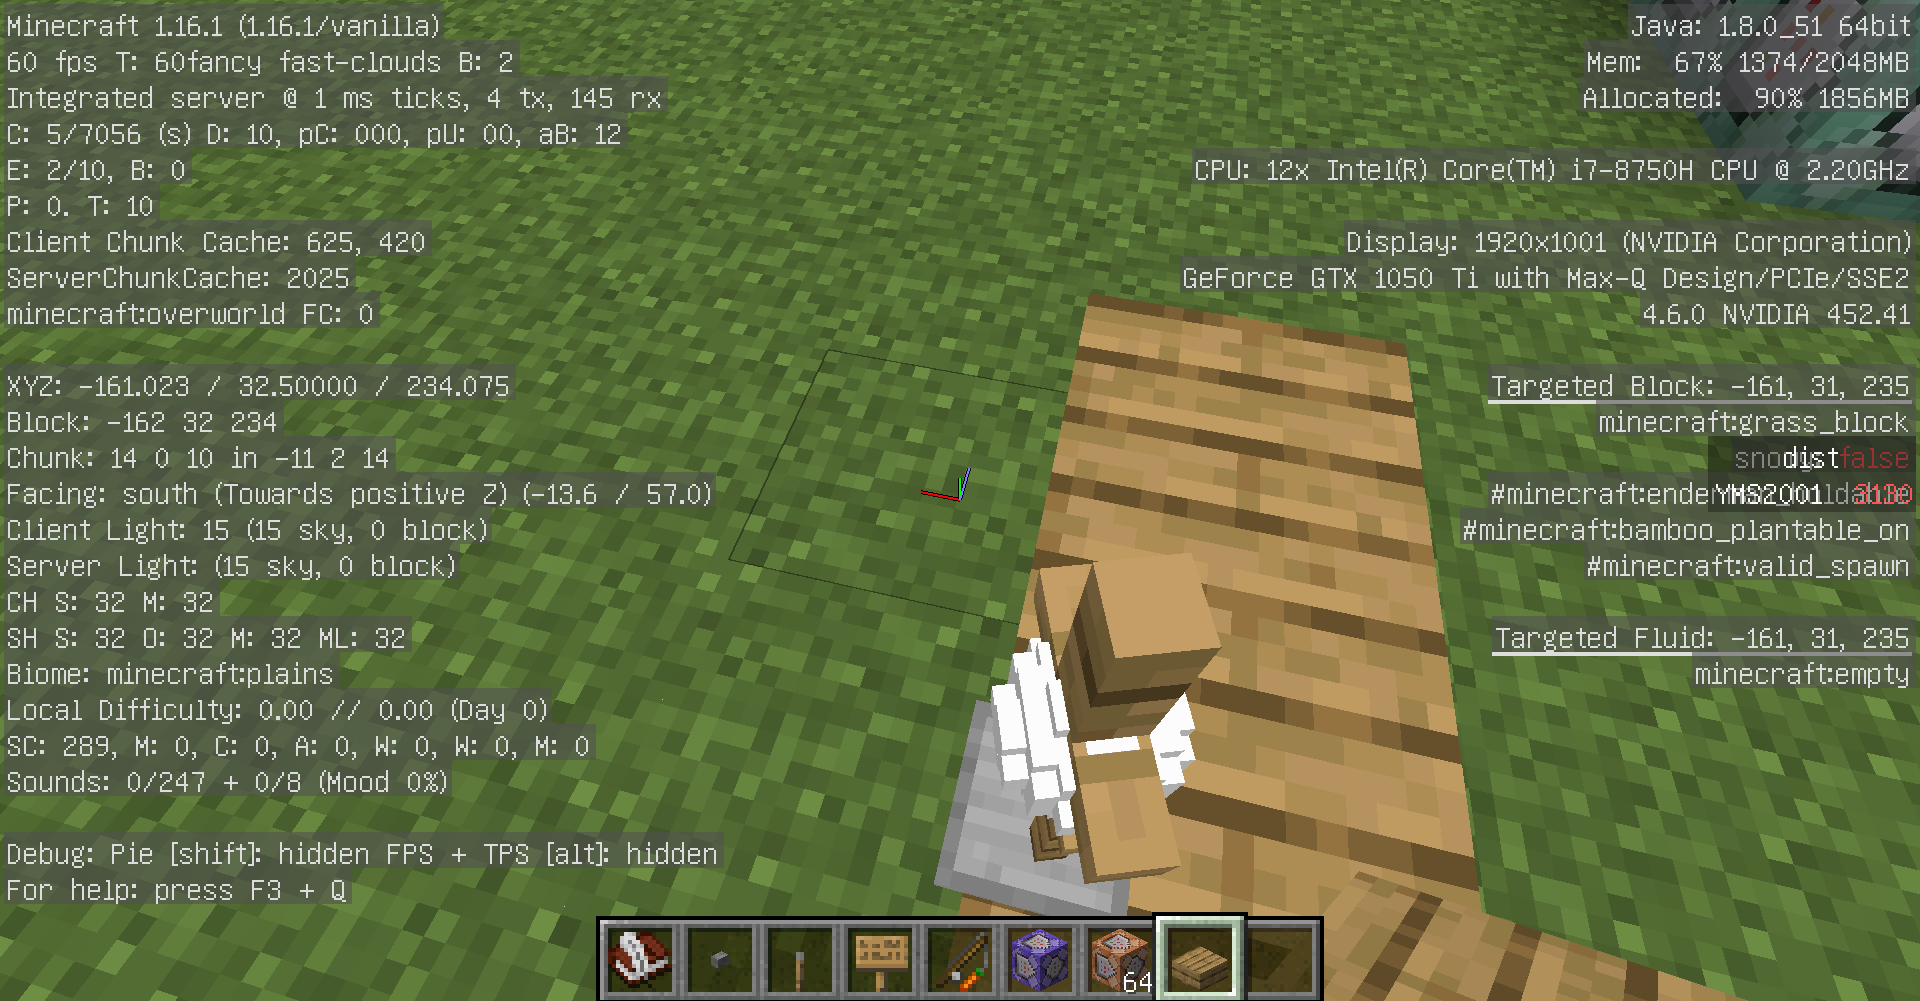 Minecraft 1.16.1 (1.16.1/vanilla)
60 fps T: 60fancy fast-clouds B: 2
Integrated server @ 1 ms ticks, 4 tx, 145 rx
C: 5/7056 (s) D: 10, pC: 000, pU: 00, aB: 12
E: 2/10, B: 0
P: 0. T: 10
Client Chunk Cache: 625, 420
ServerChunkCache: 2025
minecraft:overworld FC: 0
XYZ: -161.023 / 32.50000 / 234.075
Block: -162 32 234
Chunk: 14 0 10 in -11 2 14
Facing: south (Towards positive Z) (-13.6 / 57.0)
Client Light: 15 (15 sky, 0 block)
Server Light: (15 sky, 0 block)
CH S: 32 M: 32
SH S: 32 O: 32 M: 32 ML: 32
Biome: minecraft:plains
Local Difficulty: 0.00 // 0.00 (Day 0)
SC: 289, M: 0, C: 0, A: 0, W: 0, W: 0, M: 0
Sounds: 0/247 + 0/8 (Mood 0%)
Debug: Pie [shift]: hidden FPS + TPS [alt]: hidden
For help: press F3 + Q
Java: 1.8.0_51 64bit
Mem: 67% 1374/2048MB
Allocated: 90% 1856MB
CPU: 12x Intel(R) Core(TM) i7-8750H CPU @ 2.20GHz
Display: 1920x1001 (NVIDIA Corporation)
GeForce GTX 1050 Ti with Max-Q Design/PCIe/SSE2
4.6.0 NVIDIA 452.41
Targeted Block: -161, 31, 235
minecraft:grass_block
dist false
YMS2001 3130
#minecraft:bamboo_plantable_on
#minecraft:valid_spawn
Targeted Fluid: -161, 31, 235
minecraft:empty
64